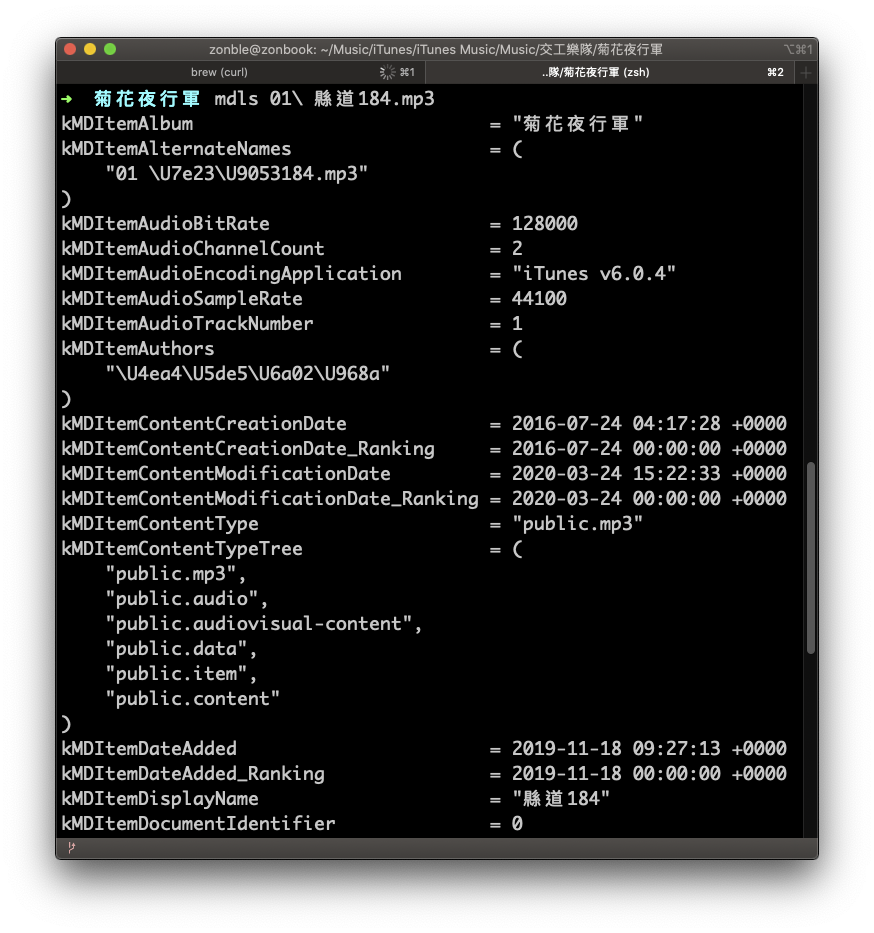 zonble@zonbook: ~/Music/iTunes/iTunes Music/Music/交工樂隊/菊花夜行軍 ⌥⌘1
brew (curl) ⌘1 ..隊/菊花夜行軍 (zsh) ⌘2 +
➜ 菊花夜行軍 mdls 01\ 縣道184.mp3
kMDItemAlbum = "菊花夜行軍"
kMDItemAlternateNames = (
"01 \U7e23\U9053184.mp3"
)
kMDItemAudioBitRate = 128000
kMDItemAudioChannelCount = 2
kMDItemAudioEncodingApplication = "iTunes v6.0.4"
kMDItemAudioSampleRate = 44100
kMDItemAudioTrackNumber = 1
kMDItemAuthors = (
"\U4ea4\U5de5\U6a02\U968a"
)
kMDItemContentCreationDate = 2016-07-24 04:17:28 +0000
kMDItemContentCreationDate_Ranking = 2016-07-24 00:00:00 +0000
kMDItemContentModificationDate = 2020-03-24 15:22:33 +0000
kMDItemContentModificationDate_Ranking = 2020-03-24 00:00:00 +0000
kMDItemContentType = "public.mp3"
kMDItemContentTypeTree = (
"public.mp3",
"public.audio",
"public.audiovisual-content",
"public.data",
"public.item",
"public.content"
)
kMDItemDateAdded = 2019-11-18 09:27:13 +0000
kMDItemDateAdded_Ranking = 2019-11-18 00:00:00 +0000
kMDItemDisplayName = "縣道184"
kMDItemDocumentIdentifier = 0